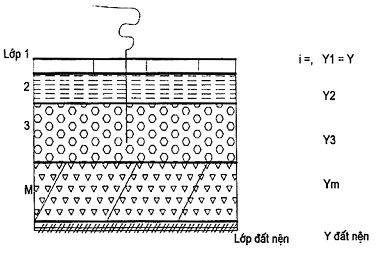 Lớp 1 i =, Y1 = Y
2 Y2
3 Y3
M Ym
Lớp đất nện Y đất nện